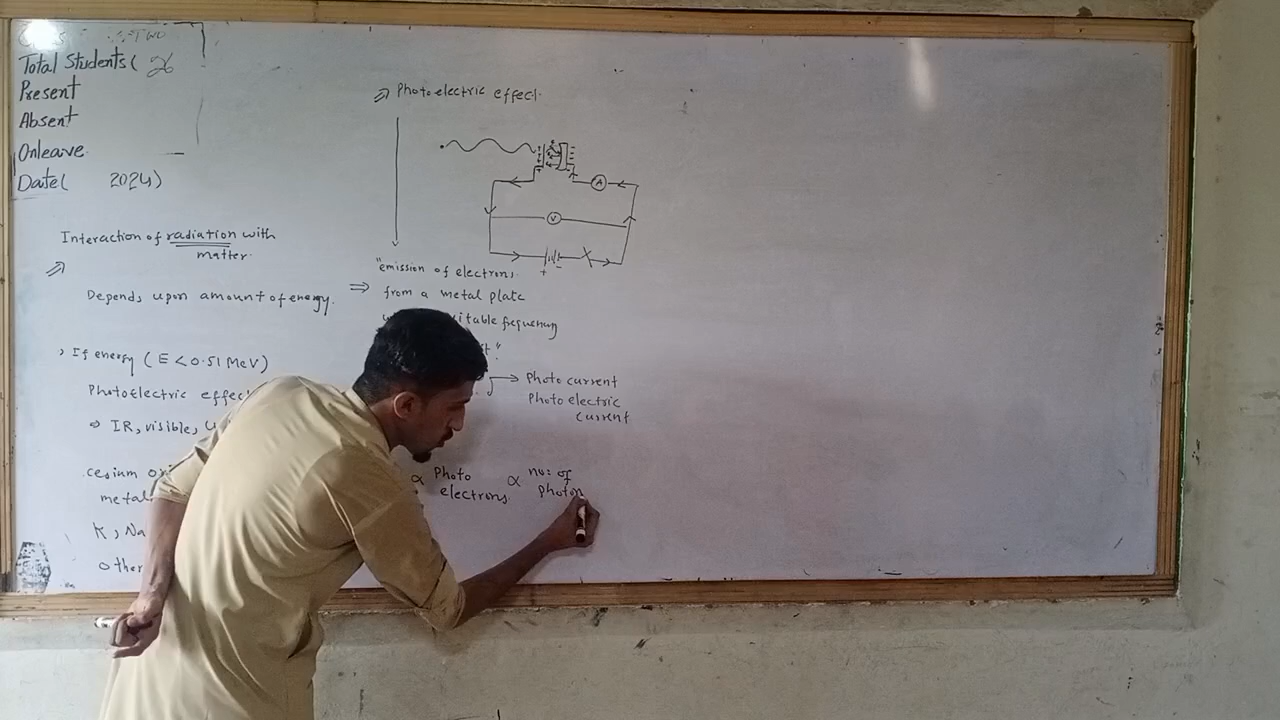 Total Students( 26
Present
Absent
Onleave
Date( 2024)
Interaction of radiation with
matter.
Depends upon amount of energy.
If energy (E < 0.51 MeV)
Photoelectric effec
⇒ IR, visible, U
cesium or
metal
K, Na
other
⇒ Photoelectric effect.
A
V
+ -
⇒ "emission of electrons
from a metal plate
itable fequency
t".
→ Photo current
Photo electric
current
∝ Photo ∝ no: of
electrons photon